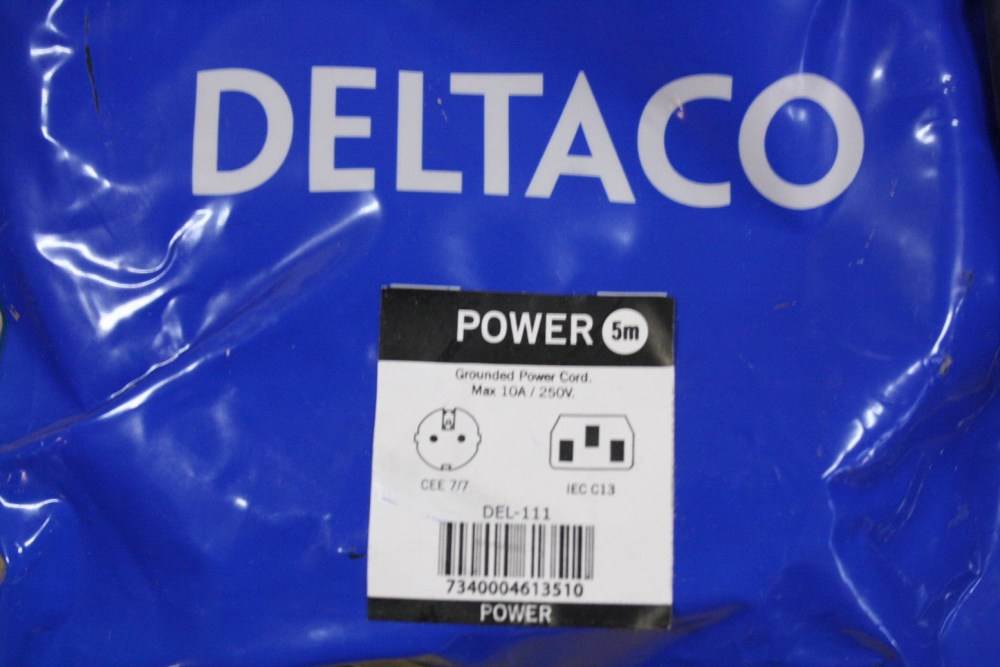 DELTACO
POWER 5m
Grounded Power Cord.
Max 10A / 250V.
CEE 7/7 IEC C13
DEL-111
7340004613510
POWER